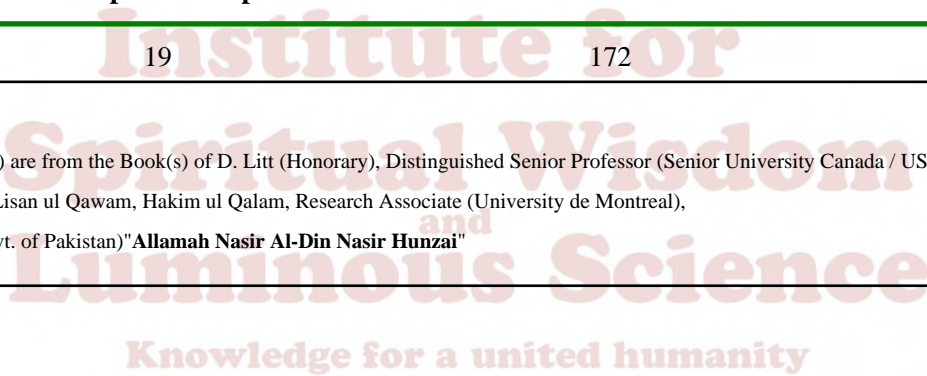 Institute for
19 172
Spiritual Wisdom
) are from the Book(s) of D. Litt (Honorary), Distinguished Senior Professor (Senior University Canada / US
Lisan ul Qawam, Hakim ul Qalam, Research Associate (University de Montreal),
and
vt. of Pakistan)"Allamah Nasir Al-Din Nasir Hunzai"
Luminous Science
Knowledge for a united humanity